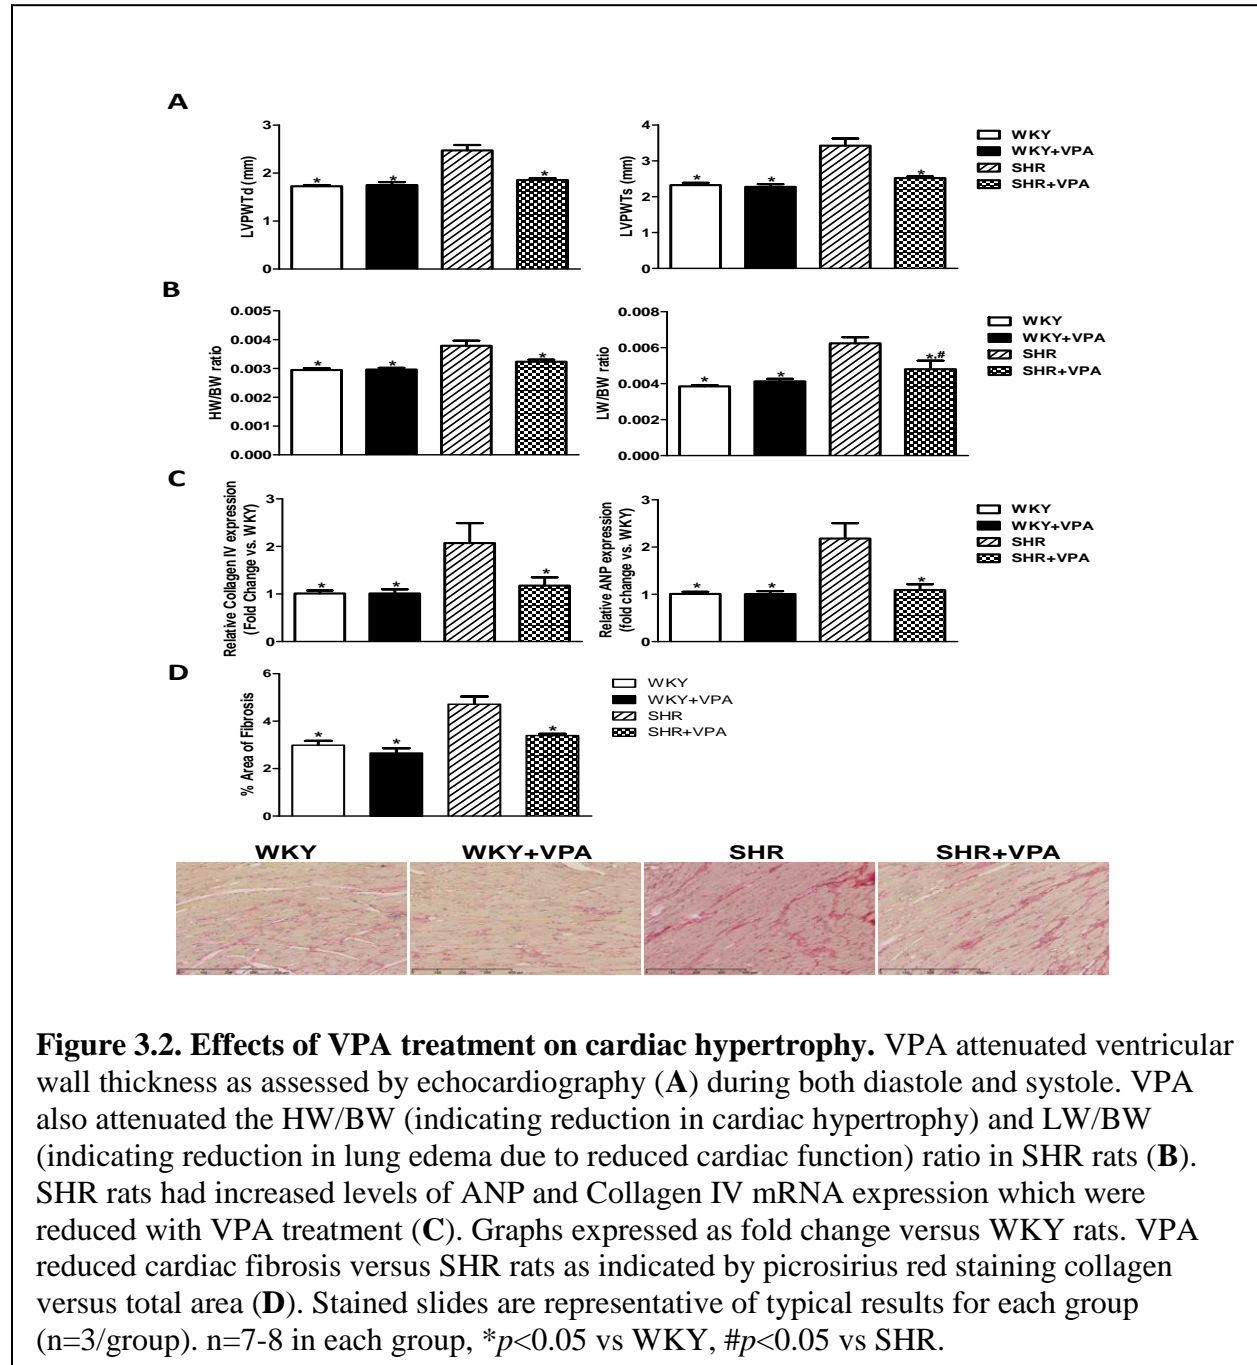 A
3
2
1
0
LVPWTd (mm)
*
*
*
4
3
2
1
0
LVPWTs (mm)
*
*
*
WKY
WKY+VPA
SHR
SHR+VPA
B
0.005
0.004
0.003
0.002
0.001
0.000
HW/BW ratio
*
*
*
0.008
0.006
0.004
0.002
0.000
LW/BW ratio
*
*
*,#
WKY
WKY+VPA
SHR
SHR+VPA
C
3
2
1
0
Relative Collagen IV expression
(Fold Change vs. WKY)
*
*
*
3
2
1
0
Relative ANP expression
(fold change vs. WKY)
*
*
*
WKY
WKY+VPA
SHR
SHR+VPA
D
6
4
2
0
% Area of Fibrosis
*
*
*
WKY
WKY+VPA
SHR
SHR+VPA
WKY WKY+VPA SHR SHR+VPA
Figure 3.2. Effects of VPA treatment on cardiac hypertrophy. VPA attenuated ventricular
wall thickness as assessed by echocardiography (A) during both diastole and systole. VPA
also attenuated the HW/BW (indicating reduction in cardiac hypertrophy) and LW/BW
(indicating reduction in lung edema due to reduced cardiac function) ratio in SHR rats (B).
SHR rats had increased levels of ANP and Collagen IV mRNA expression which were
reduced with VPA treatment (C). Graphs expressed as fold change versus WKY rats. VPA
reduced cardiac fibrosis versus SHR rats as indicated by picrosirius red staining collagen
versus total area (D). Stained slides are representative of typical results for each group
(n=3/group). n=7-8 in each group, *p<0.05 vs WKY, #p<0.05 vs SHR.